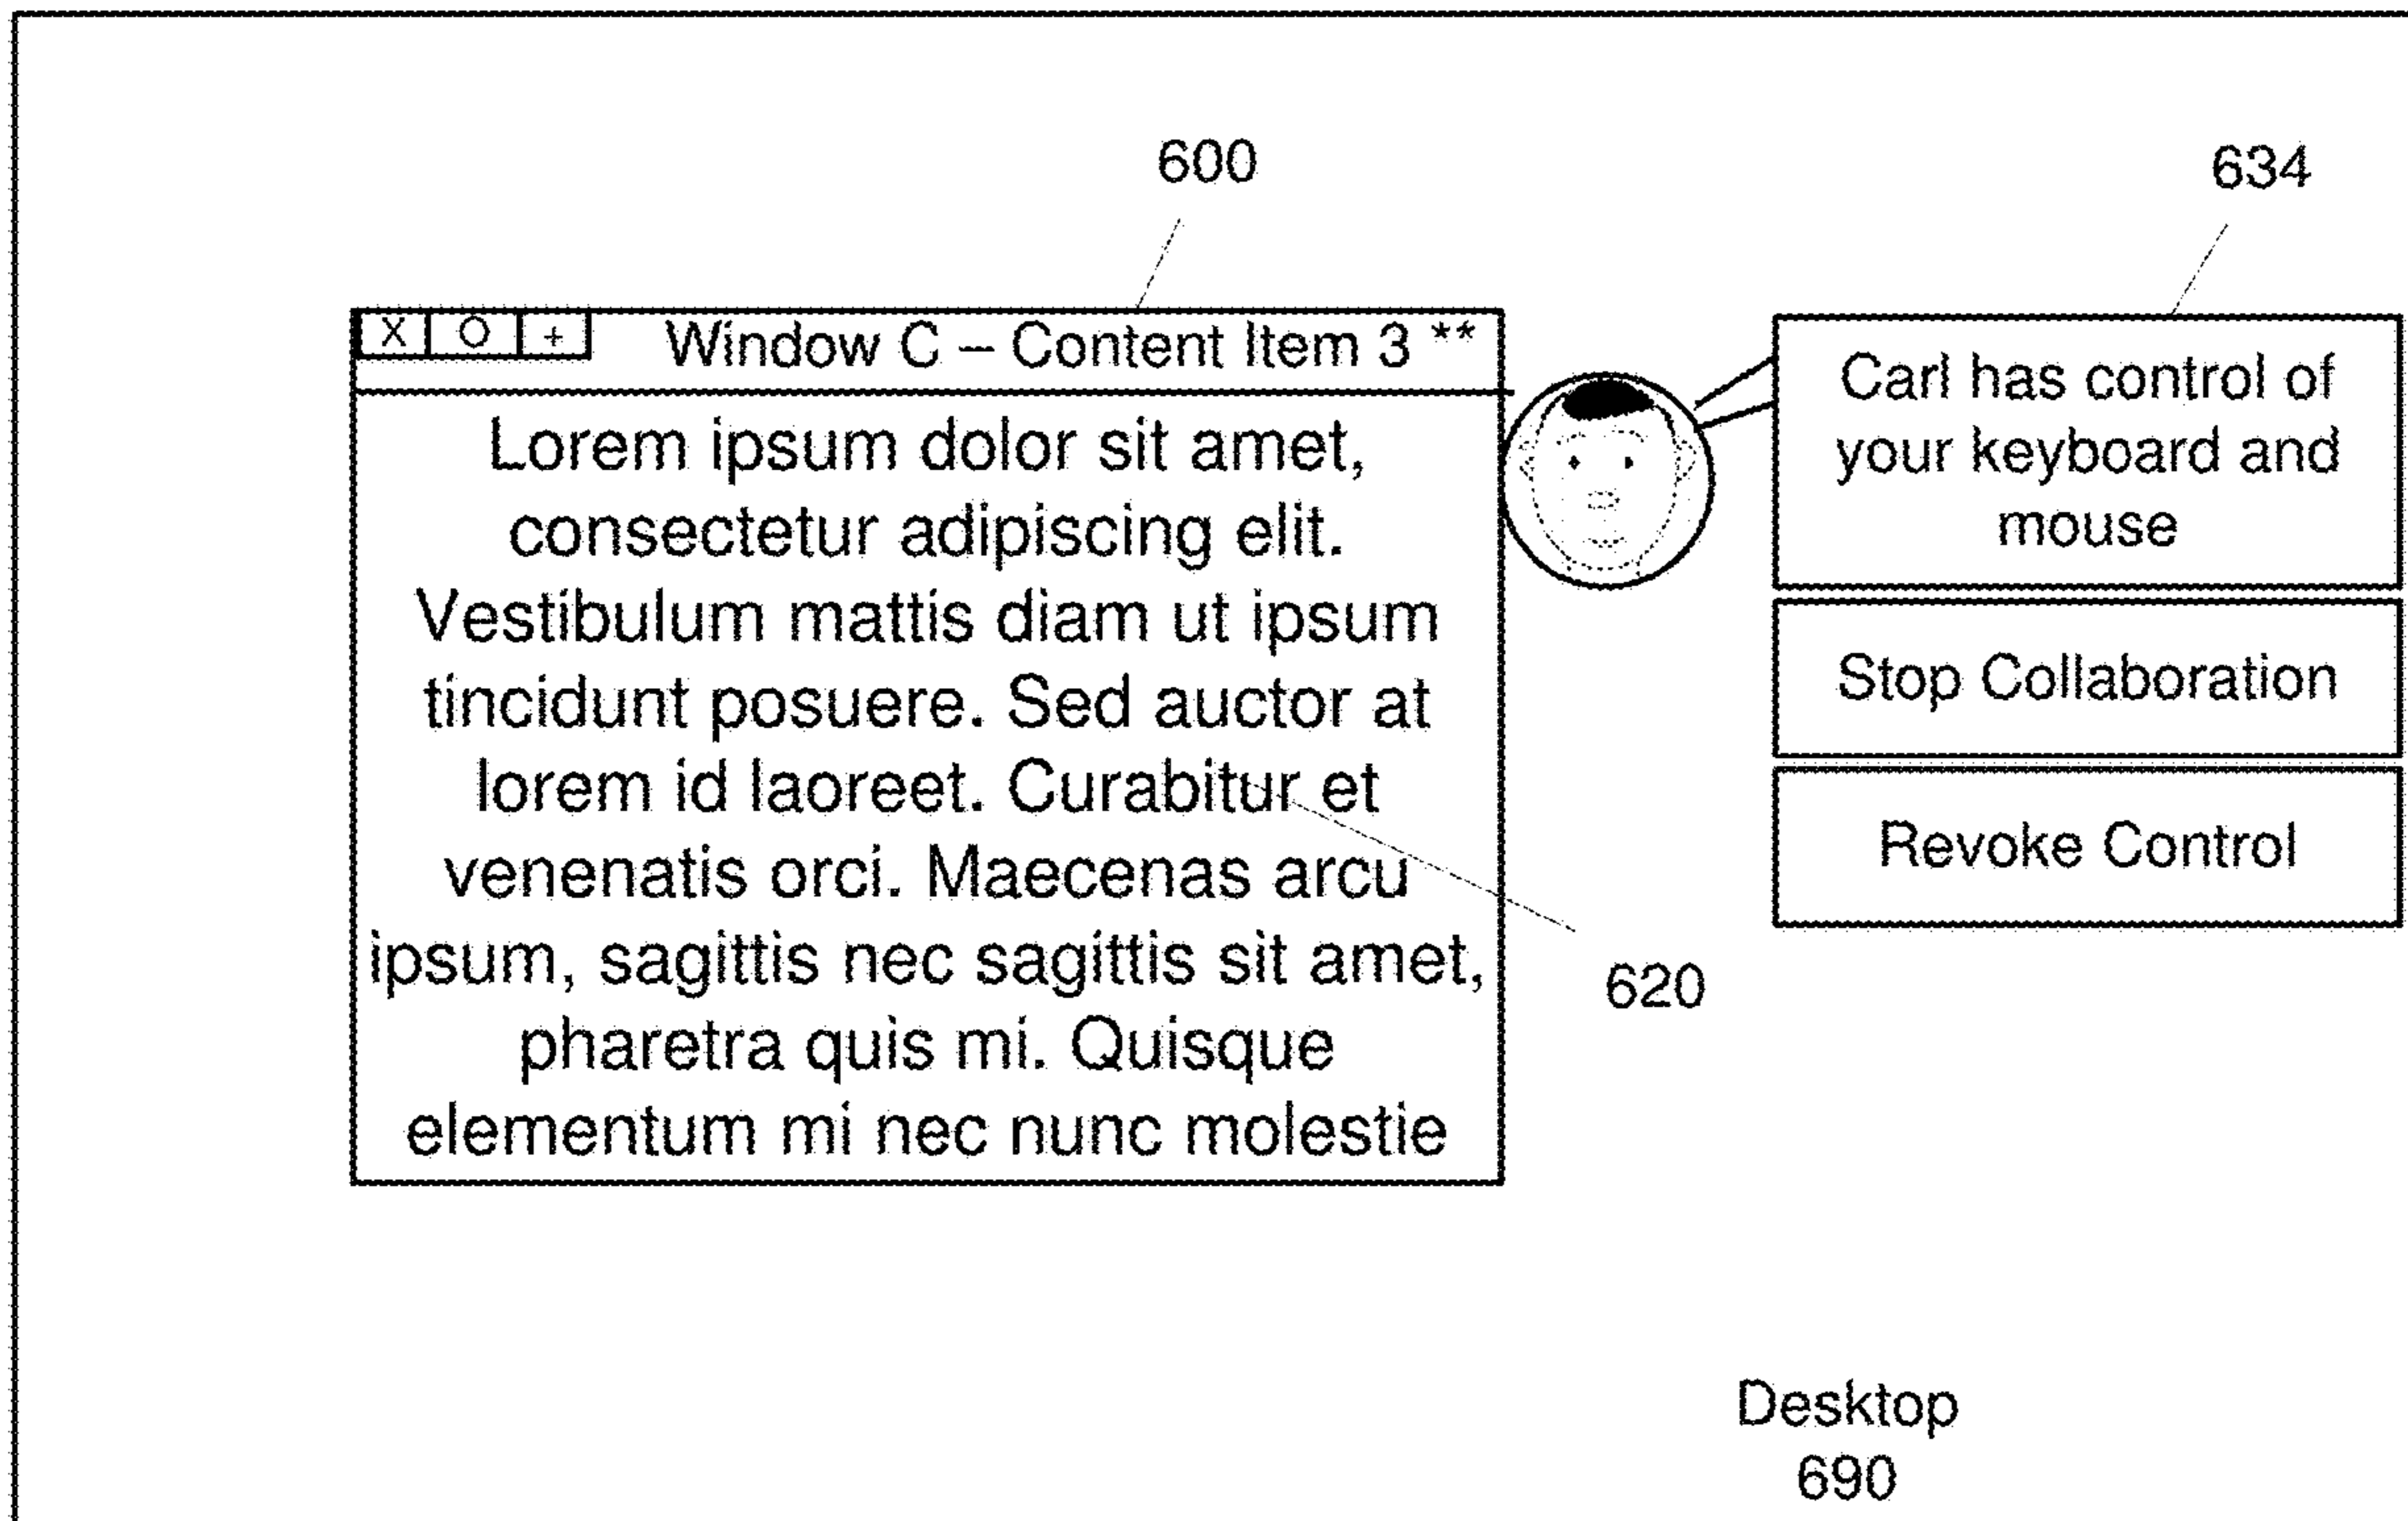 600
634
X O + Window C – Content Item 3 **
Lorem ipsum dolor sit amet,
consectetur adipiscing elit.
Vestibulum mattis diam ut ipsum
tincidunt posuere. Sed auctor at
lorem id laoreet. Curabitur et
venenatis orci. Maecenas arcu
ipsum, sagittis nec sagittis sit amet,
pharetra quis mi. Quisque
elementum mi nec nunc molestie
Carl has control of
your keyboard and
mouse
Stop Collaboration
Revoke Control
620
Desktop
690